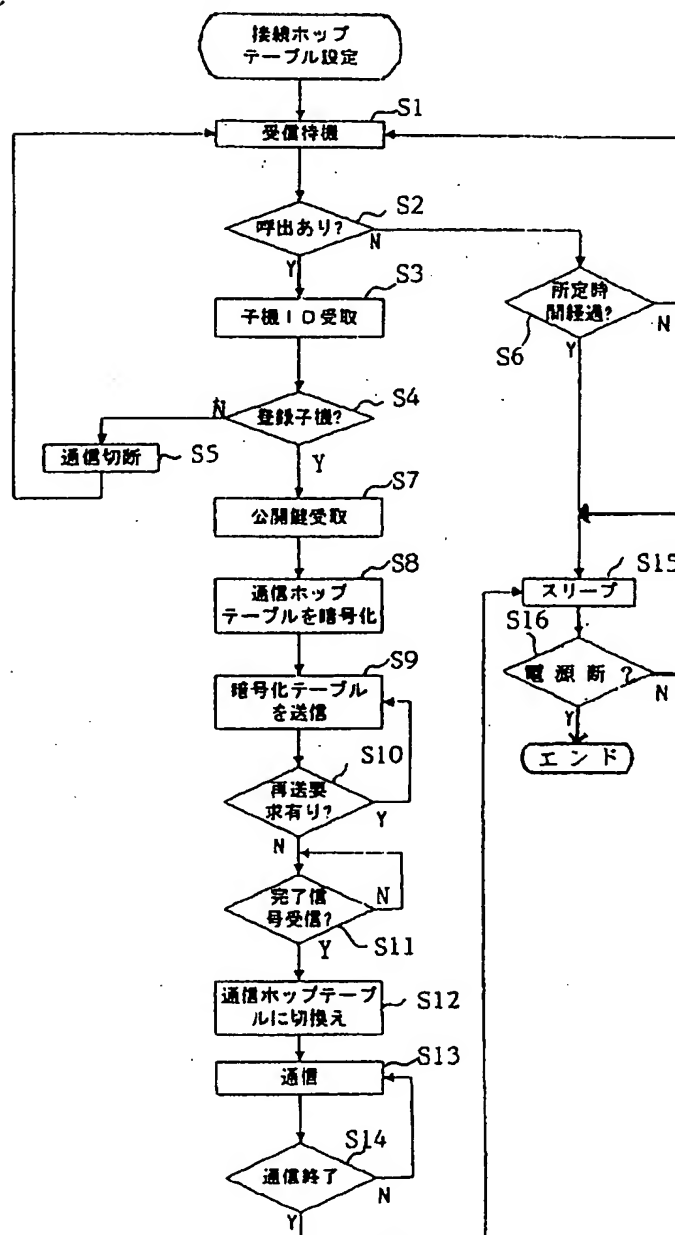 接線ホップ
テーブル設定
S1
受信待機
S2
呼出あり?
N
Y
S3
子機ID受取
所定時
間経過?
N
S6
Y
S4
登録子機?
N
Y
通信切断
S5
S7
公開鍵受取
S8
通信ホップ
テーブルを暗号化
S15
スリープ
S16
電源断?
N
Y
エンド
S9
暗号化テーブル
を送信
S10
再送要
求有り?
Y
N
完了信
号受信?
N
S11
Y
通信ホップテーブ
ルに切換え
S12
S13
通信
S14
通信終了
N
Y